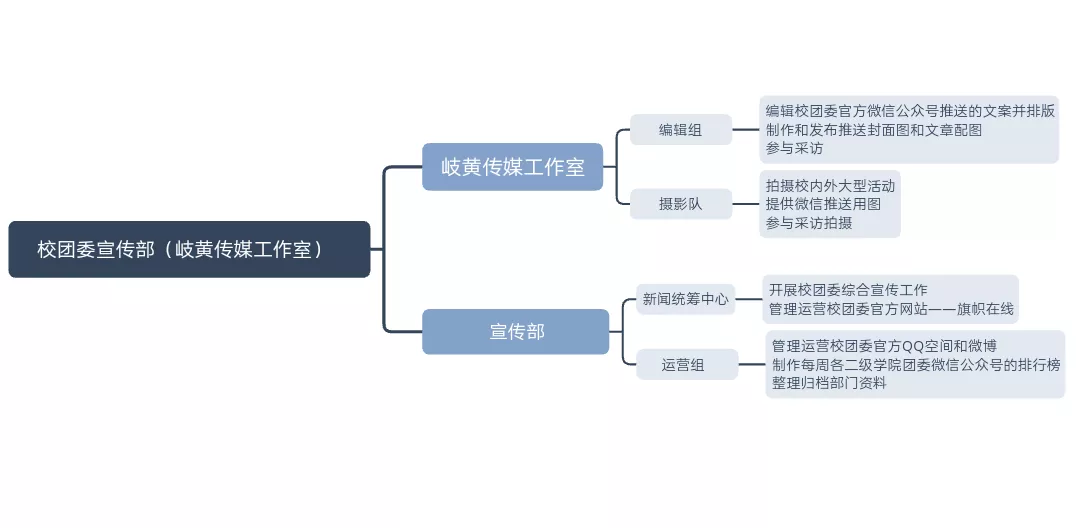 校团委宣传部（岐黄传媒工作室）
岐黄传媒工作室
编辑组
编辑校团委官方微信公众号推送的文案并排版
制作和发布推送封面图和文章配图
参与采访
摄影队
拍摄校内外大型活动
提供微信推送用图
参与采访拍摄
宣传部
新闻统筹中心
开展校团委综合宣传工作
管理运营校团委官方网站——旗帜在线
运营组
管理运营校团委官方QQ空间和微博
制作每周各二级学院团委微信公众号的排行榜
整理归档部门资料